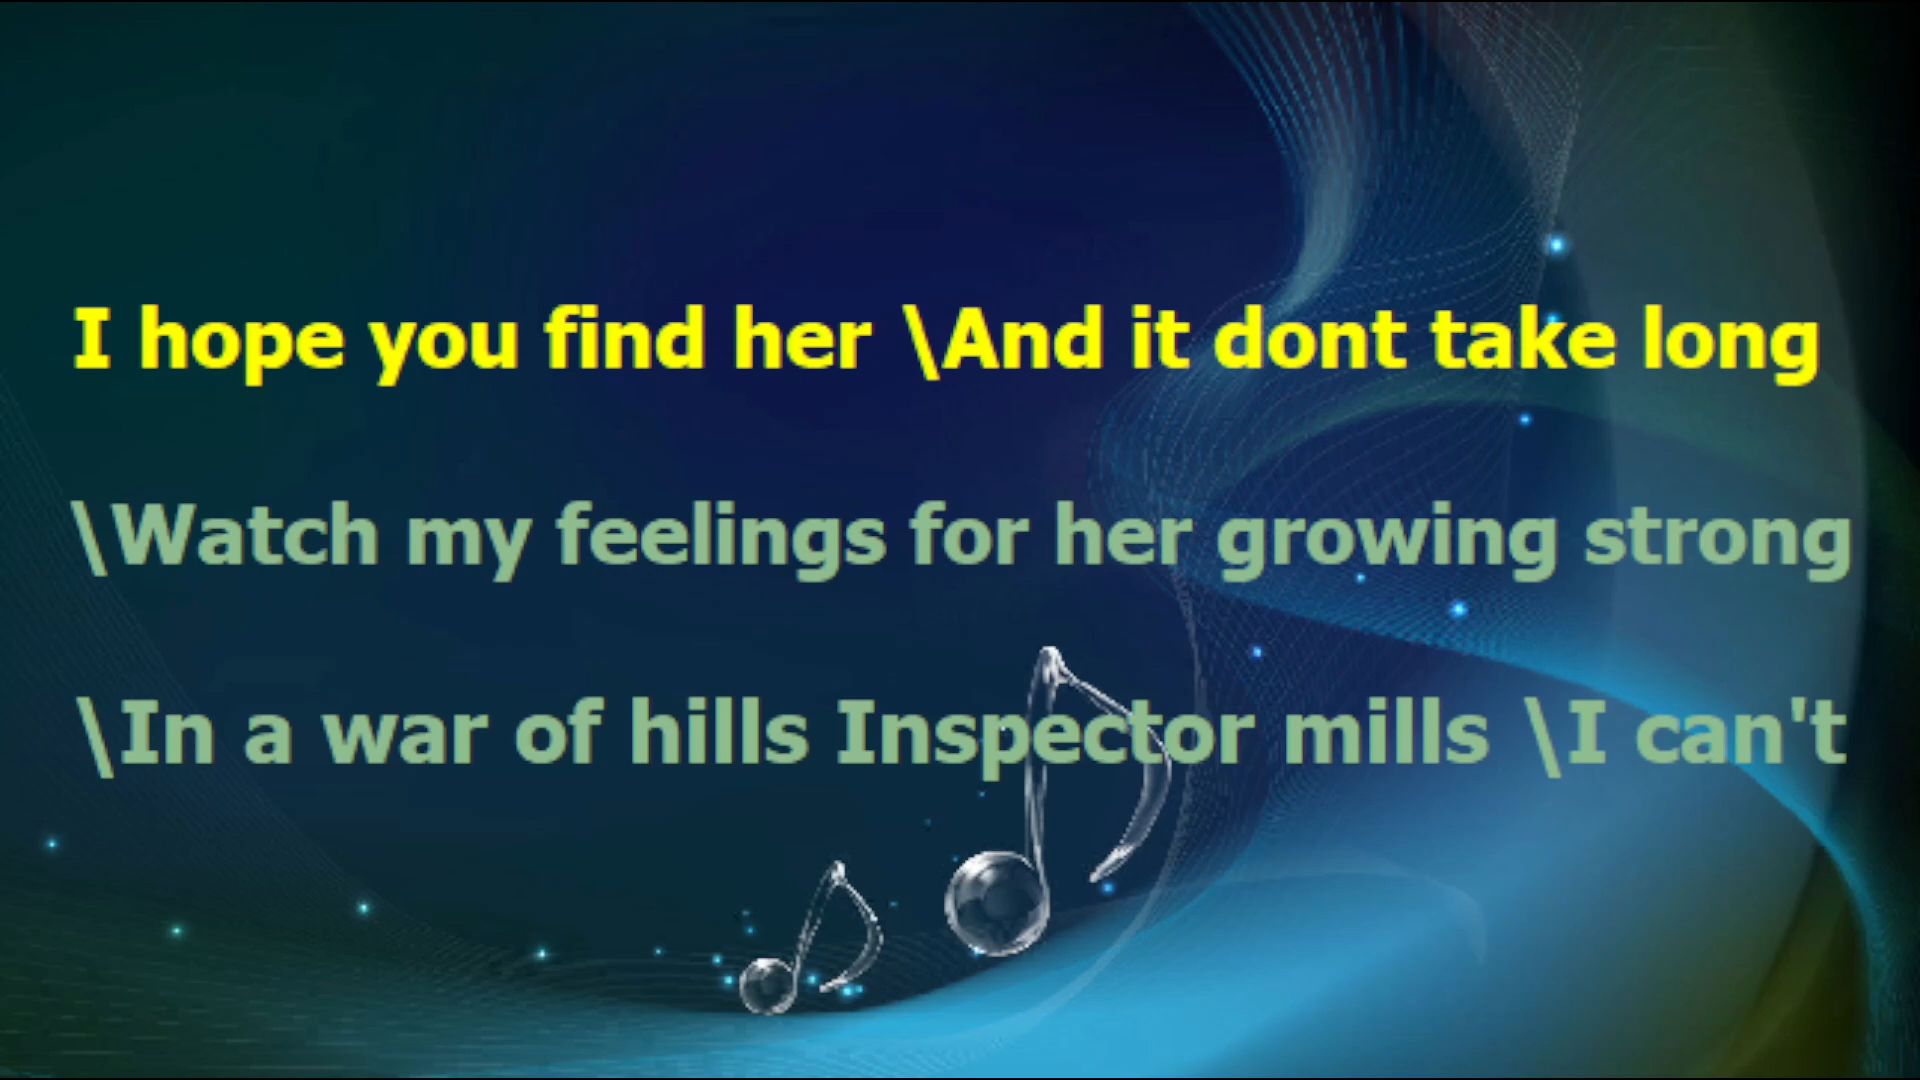 I hope you find her \And it dont take long
\Watch my feelings for her growing strong
\In a war of hills Inspector mills \I can't